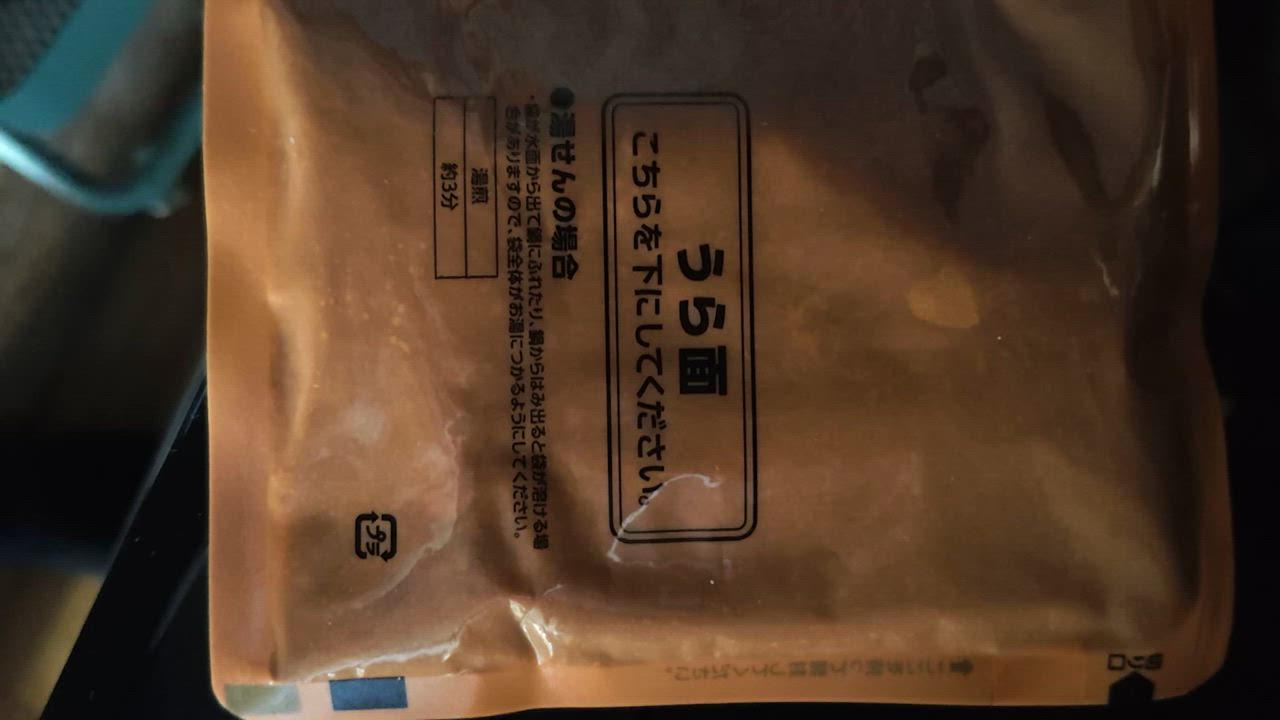 うら面
こちらを下にしてください。
●湯せんの場合
・袋が水面から出て鍋にふれたり、鍋からはみ出ると袋が溶ける場
合がありますので、袋全体がお湯につかるようにしてください。
湯煎
約3分
プラ
切り口